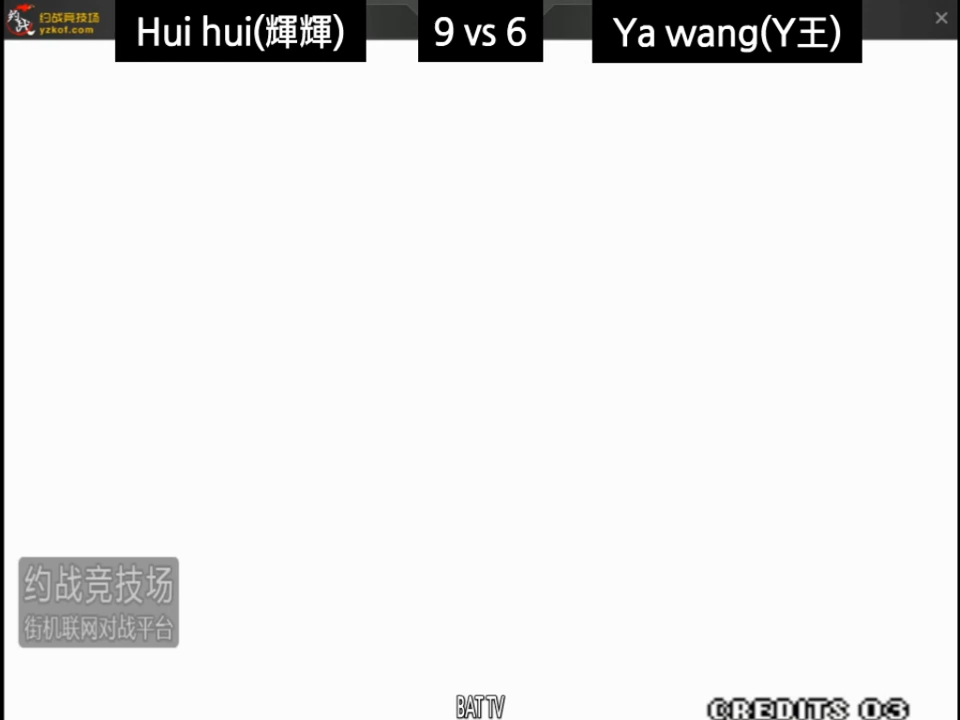 约战竞技场
yzkof.com
Hui hui(輝輝)
9 vs 6
Ya wang(Y王)
约战竞技场
街机联网对战平台
BAT TV
CREDITS 03